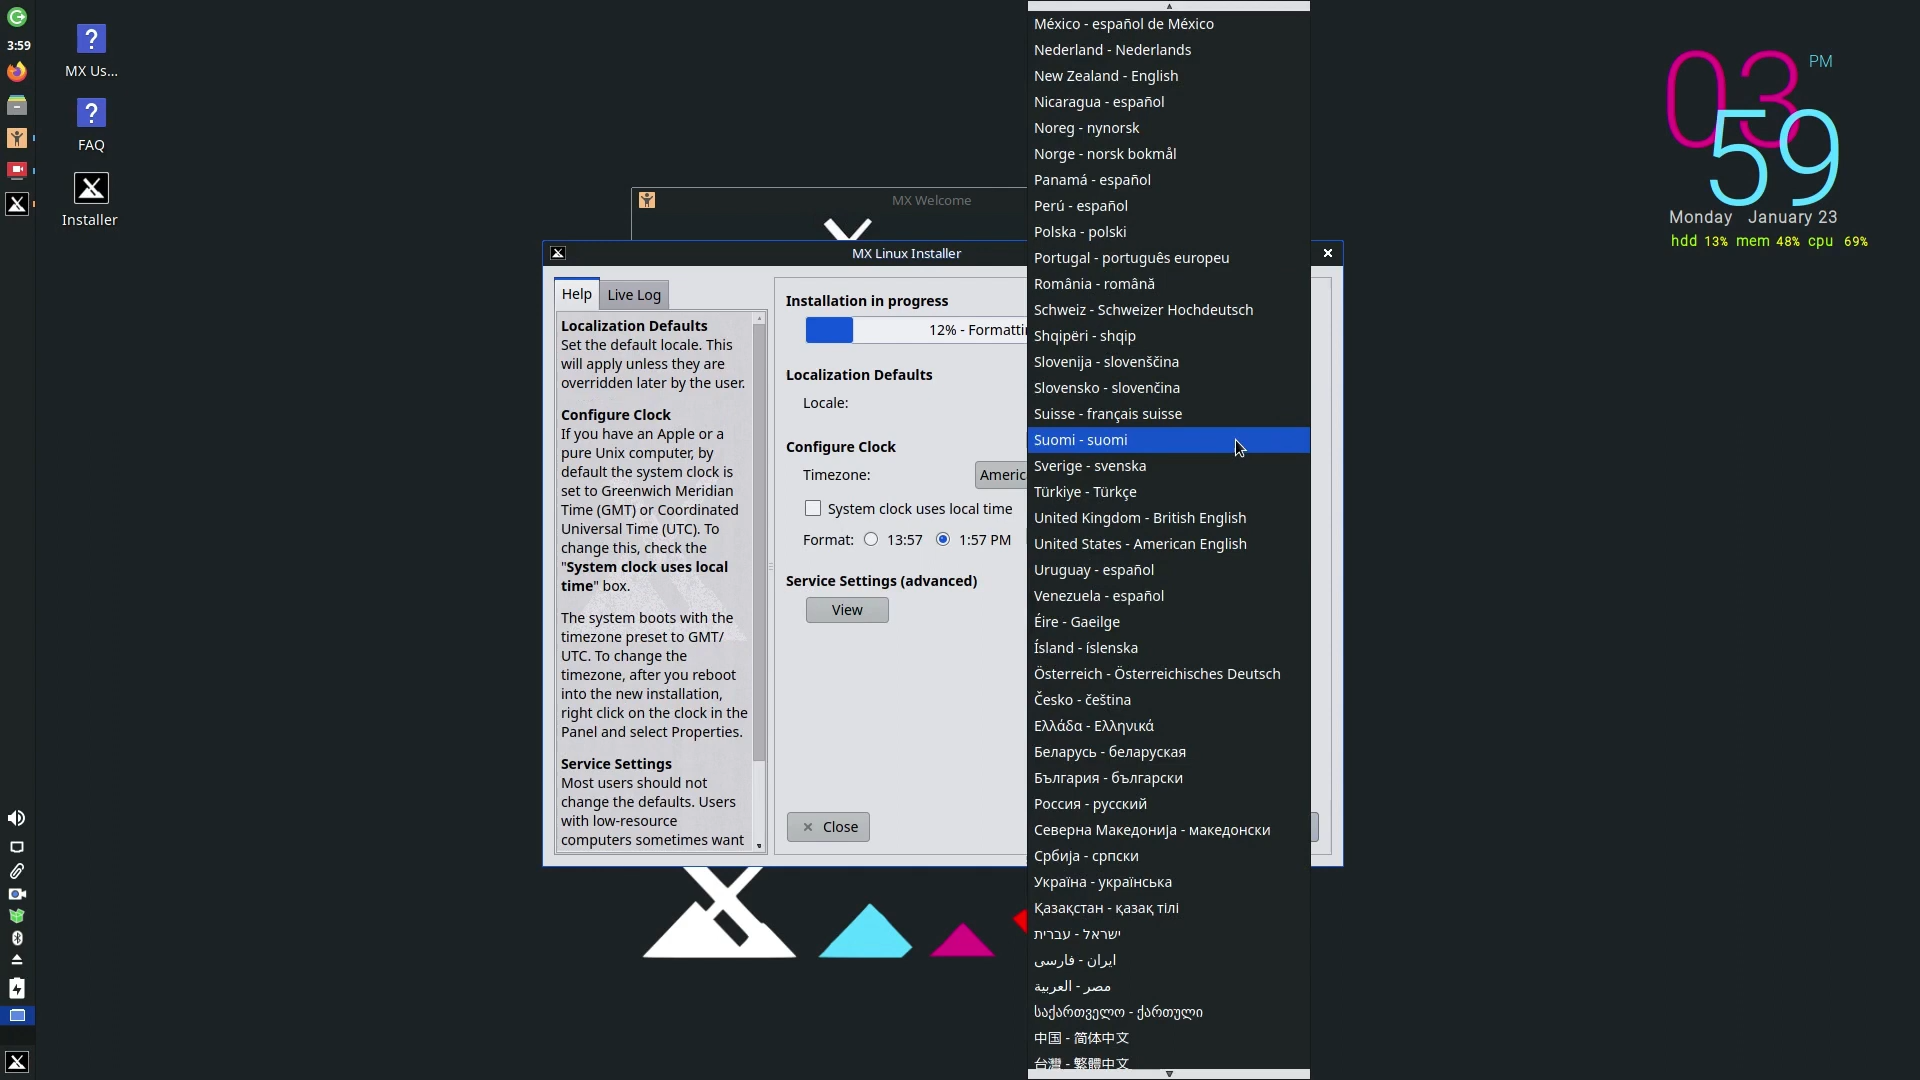 3:59
MX Us...
FAQ
Installer
MX Welcome
MX Linux Installer
Help
Live Log
Localization Defaults
Set the default locale. This
will apply unless they are
overridden later by the user.
Configure Clock
If you have an Apple or a
pure Unix computer, by
default the system clock is
set to Greenwich Meridian
Time (GMT) or Coordinated
Universal Time (UTC). To
change this, check the
"System clock uses local
time" box.
The system boots with the
timezone preset to GMT/
UTC. To change the
timezone, after you reboot
into the new installation,
right click on the clock in the
Panel and select Properties.
Service Settings
Most users should not
change the defaults. Users
with low-resource
computers sometimes want
Installation in progress
12% - Formatti
Localization Defaults
Locale:
Configure Clock
Timezone:
Americ
System clock uses local time
Format: 13:57 1:57 PM
Service Settings (advanced)
View
Close
México - español de México
Nederland - Nederlands
New Zealand - English
Nicaragua - español
Noreg - nynorsk
Norge - norsk bokmål
Panamá - español
Perú - español
Polska - polski
Portugal - português europeu
România - română
Schweiz - Schweizer Hochdeutsch
Shqipëri - shqip
Slovenija - slovenščina
Slovensko - slovenčina
Suisse - français suisse
Suomi - suomi
Sverige - svenska
Türkiye - Türkçe
United Kingdom - British English
United States - American English
Uruguay - español
Venezuela - español
Éire - Gaeilge
Ísland - íslenska
Österreich - Österreichisches Deutsch
Česko - čeština
Ελλάδα - Ελληνικά
Беларусь - беларуская
България - български
Россия - русский
Северна Македонија - македонски
Србија - српски
Україна - українська
Қазақстан - қазақ тілі
ישראל - עברית
ایران - فارسی
مصر - العربية
საქართველო - ქართული
中国 - 简体中文
台灣 - 繁體中文
03 PM
59
Monday January 23
hdd 13% mem 48% cpu 69%